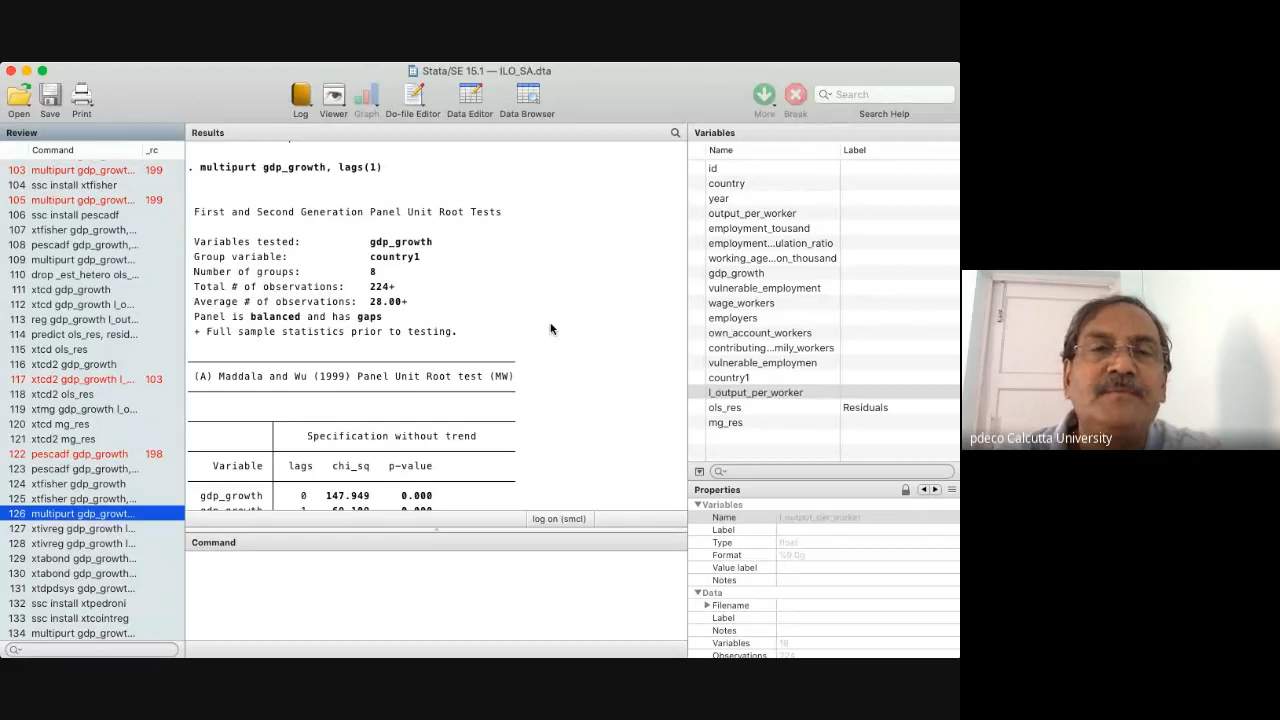 Stata/SE 15.1 — ILO_SA.dta
Open Save Print Log Viewer Graph Do-file Editor Data Editor Data Browser More Break Search
Search Help
Review
Command _rc
103 multipurt gdp_growt... 199
104 ssc install xtfisher
105 multipurt gdp_growt... 199
106 ssc install pescadf
107 xtfisher gdp_growth,...
108 pescadf gdp_growth,...
109 multipurt gdp_growt...
110 drop _est_hetero ols_...
111 xtcd gdp_growth
112 xtcd gdp_growth l_o...
113 reg gdp_growth l_out...
114 predict ols_res, resid...
115 xtcd ols_res
116 xtcd2 gdp_growth
117 xtcd2 gdp_growth l_... 103
118 xtcd2 ols_res
119 xtmg gdp_growth l_o...
120 xtcd mg_res
121 xtcd2 mg_res
122 pescadf gdp_growth 198
123 pescadf gdp_growth,...
124 xtfisher gdp_growth
125 xtfisher gdp_growth,...
126 multipurt gdp_growt...
127 xtivreg gdp_growth l...
128 xtivreg gdp_growth l...
129 xtabond gdp_growth...
130 xtabond gdp_growth...
131 xtdpdsys gdp_growt...
132 ssc install xtpedroni
133 ssc install xtcointreg
134 multipurt gdp_growt...
Results
. multipurt gdp_growth, lags(1)
First and Second Generation Panel Unit Root Tests
Variables tested: gdp_growth
Group variable: country1
Number of groups: 8
Total # of observations: 224+
Average # of observations: 28.00+
Panel is balanced and has gaps
+ Full sample statistics prior to testing.
(A) Maddala and Wu (1999) Panel Unit Root test (MW)
Specification without trend
Variable lags chi_sq p-value
gdp_growth 0 147.949 0.000
log on (smcl)
Command
Variables
Name Label
id
country
year
output_per_worker
employment_tousand
employment...ulation_ratio
working_age...on_thousand
gdp_growth
vulnerable_employment
wage_workers
employers
own_account_workers
contributing...mily_workers
vulnerable_employmen
country1
l_output_per_worker
ols_res Residuals
mg_res
Properties
Variables
Name l_output_per_worker
Label
Type float
Format %9.0g
Value label
Notes
Data
Filename
Label
Notes
Variables 18
Observations 224
pdeco Calcutta University